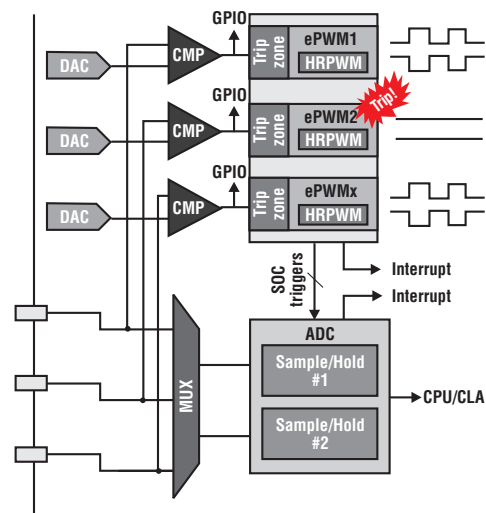 GPIO
DAC
CMP
Trip zone
ePWM1
HRPWM
GPIO
DAC
CMP
Trip zone
ePWM2
HRPWM
Trip!
GPIO
DAC
CMP
Trip zone
ePWMx
HRPWM
SOC
triggers
Interrupt
Interrupt
MUX
ADC
Sample/Hold
#1
Sample/Hold
#2
CPU/CLA